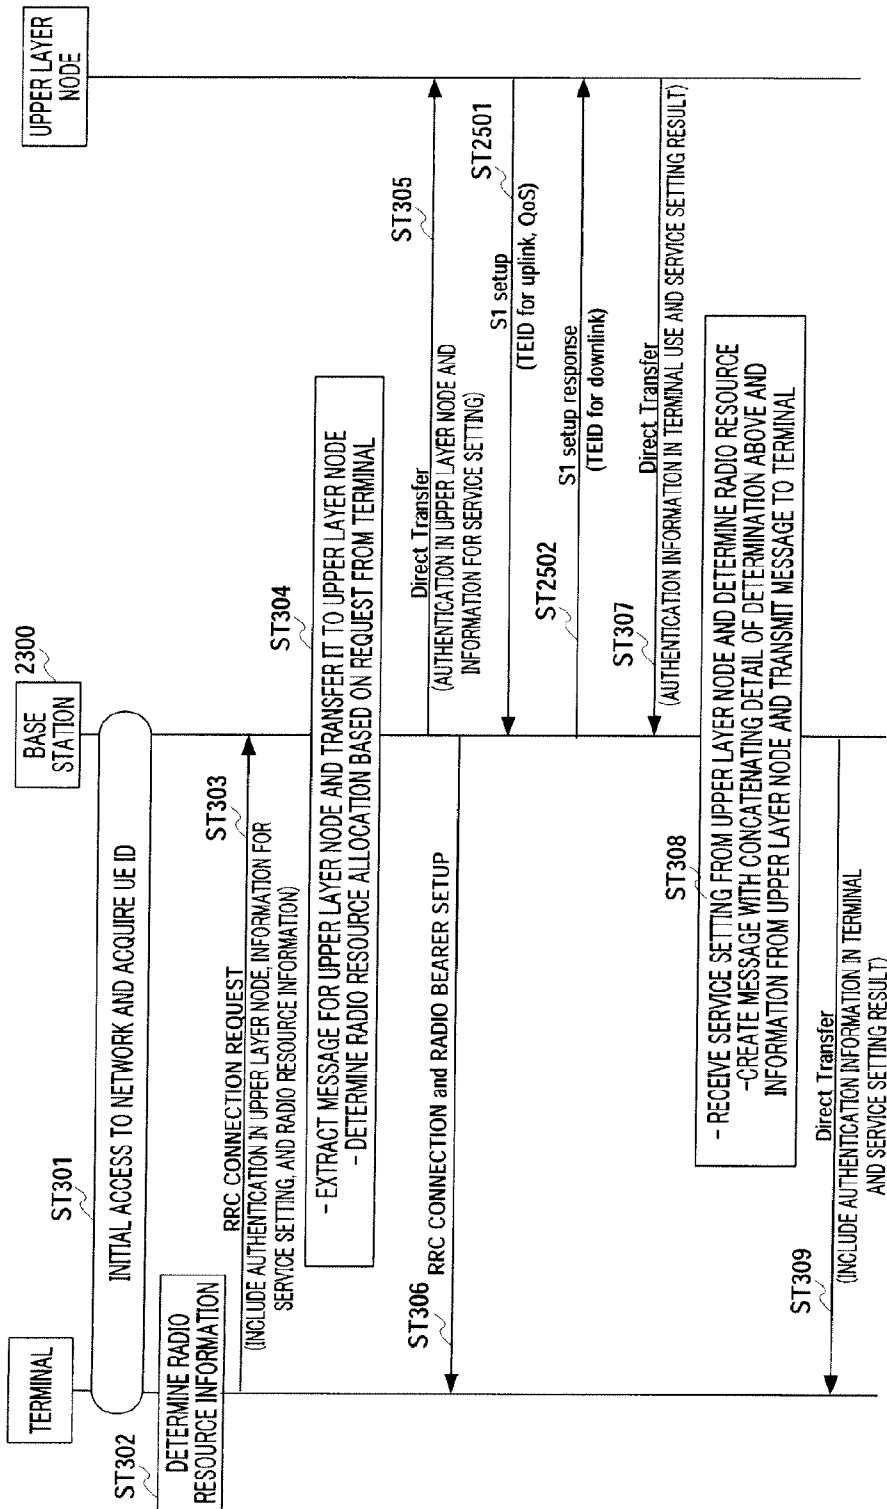 TERMINAL
BASE
STATION
2300
UPPER LAYER
NODE
ST301
INITIAL ACCESS TO NETWORK AND ACQUIRE UE ID
ST302
DETERMINE RADIO
RESOURCE INFORMATION
ST303
RRC CONNECTION REQUEST
(INCLUDE AUTHENTICATION IN UPPER LAYER NODE, INFORMATION FOR
SERVICE SETTING, AND RADIO RESOURCE INFORMATION)
ST304
- EXTRACT MESSAGE FOR UPPER LAYER NODE AND TRANSFER IT TO UPPER LAYER NODE
- DETERMINE RADIO RESOURCE ALLOCATION BASED ON REQUEST FROM TERMINAL
ST305
Direct Transfer
(AUTHENTICATION IN UPPER LAYER NODE AND
INFORMATION FOR SERVICE SETTING)
ST306
RRC CONNECTION and RADIO BEARER SETUP
ST2501
S1 setup
(TEID for uplink, QoS)
ST2502
S1 setup response
(TEID for downlink)
ST307
Direct Transfer
(AUTHENTICATION INFORMATION IN TERMINAL USE AND SERVICE SETTING RESULT)
ST308
- RECEIVE SERVICE SETTING FROM UPPER LAYER NODE AND DETERMINE RADIO RESOURCE
-CREATE MESSAGE WITH CONCATENATING DETAIL OF DETERMINATION ABOVE AND
INFORMATION FROM UPPER LAYER NODE AND TRANSMIT MESSAGE TO TERMINAL
ST309
Direct Transfer
(INCLUDE AUTHENTICATION INFORMATION IN TERMINAL
AND SERVICE SETTING RESULT)